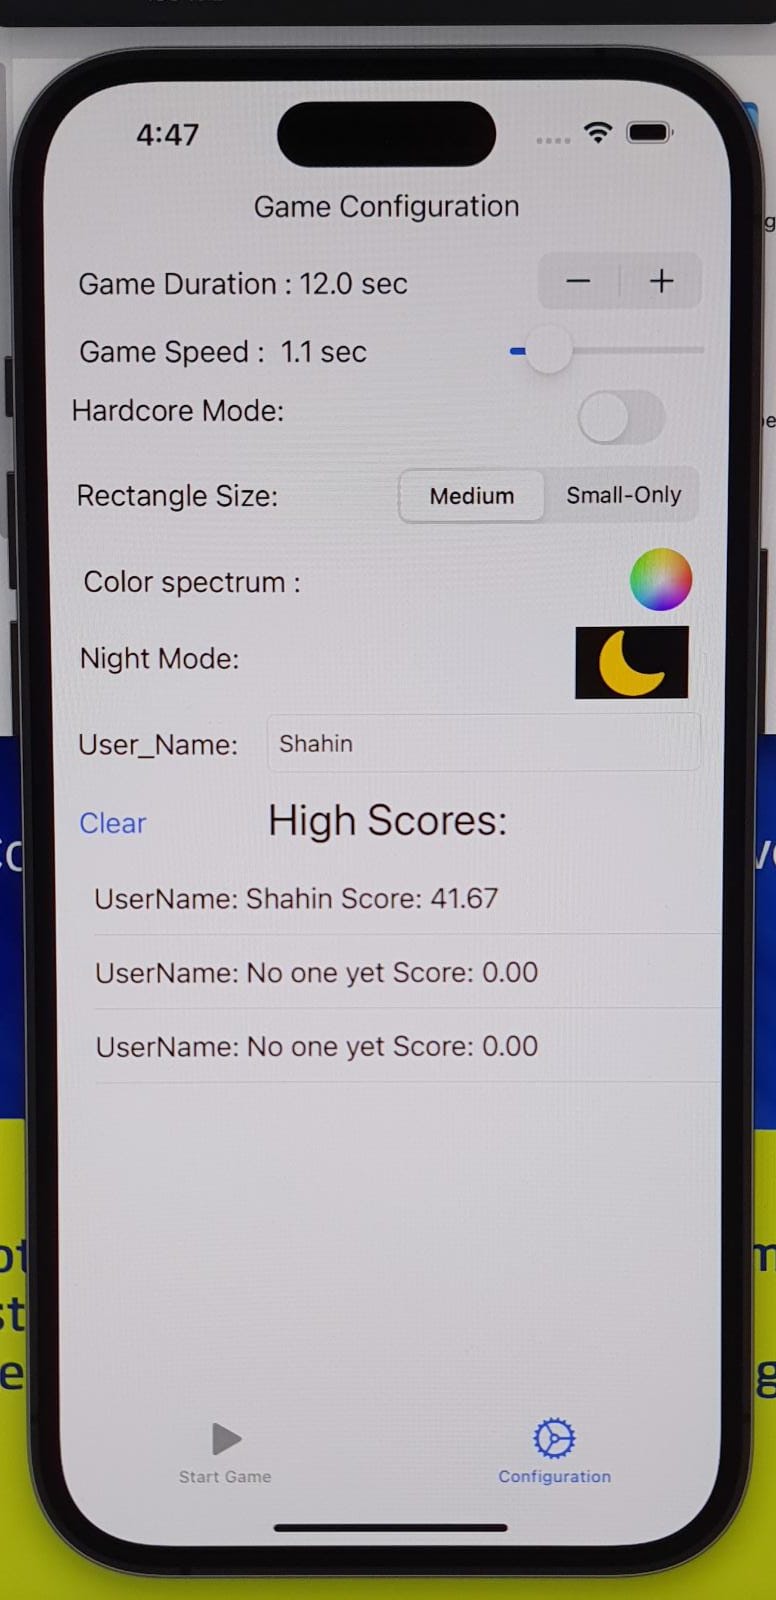 4:47
Game Configuration
Game Duration : 12.0 sec
− +
Game Speed : 1.1 sec
Hardcore Mode:
Rectangle Size: Medium Small-Only
Color spectrum :
Night Mode:
User_Name: Shahin
Clear High Scores:
UserName: Shahin Score: 41.67
UserName: No one yet Score: 0.00
UserName: No one yet Score: 0.00
Start Game Configuration